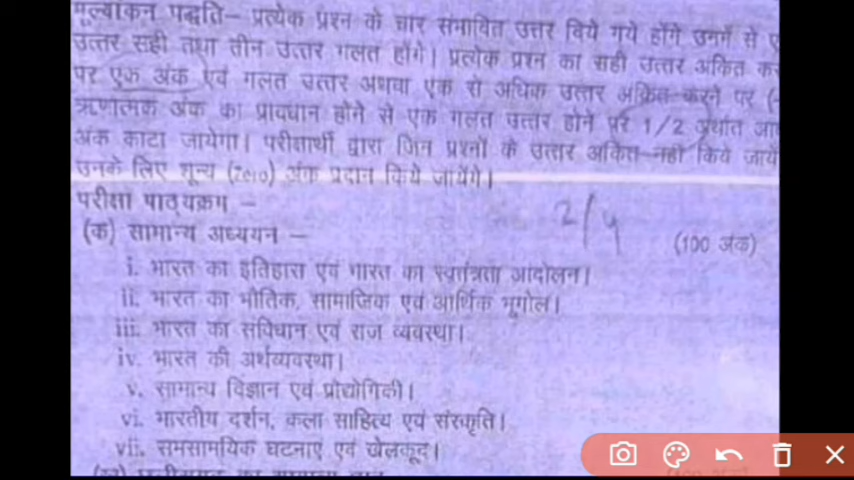 मूल्यांकन पद्धति– प्रत्येक प्रश्न के चार संभावित उत्तर दिये गये होंगे उनमें से
उत्तर सही तथा तीन उत्तर गलत होंगे। प्रत्येक प्रश्न का सही उत्तर अंकित
पर एक अंक एवं गलत उत्तर अथवा एक से अधिक उत्तर अंकित करने पर (-
ऋणात्मक अंक का प्रावधान होने से एक गलत उत्तर होने पर 1/2 अर्थात
अंक काटा जायेगा। परीक्षार्थी द्वारा जिन प्रश्नों के उत्तर अंकित नहीं किये
उनके लिए शून्य (Zero) अंक प्रदान किये जायेंगे।
परीक्षा पाठ्यक्रम –
(क) सामान्य अध्ययन – (100 अंक)
i. भारत का इतिहास एवं भारत का स्वतंत्रता आंदोलन।
ii. भारत का भौतिक, सामाजिक एवं आर्थिक भूगोल।
iii. भारत का संविधान एवं राज व्यवस्था।
iv. भारत की अर्थव्यवस्था।
v. सामान्य विज्ञान एवं प्रौद्योगिकी।
vi. भारतीय दर्शन, कला साहित्य एवं संस्कृति।
vii. समसामयिक घटनाएं एवं खेलकूद।